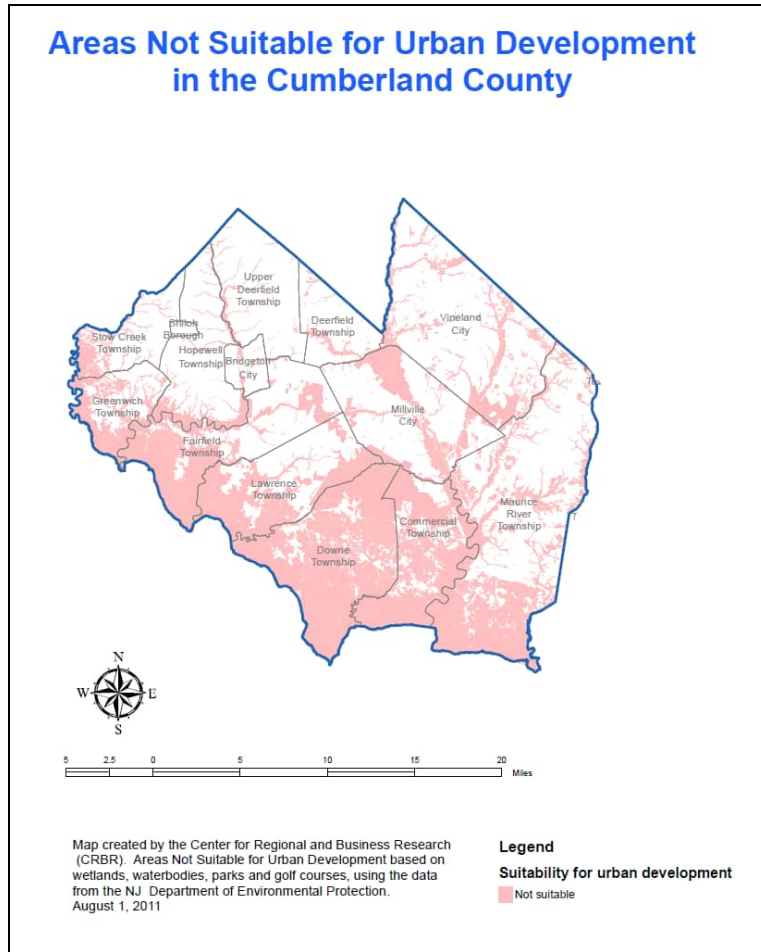 Areas Not Suitable for Urban Development
in the Cumberland County
Upper
Deerfield
Township
Deerfield
Township
Vineland
City
Shiloh
Borough
Stow Creek
Township
Hopewell
Township
Bridgeton
City
Greenwich
Township
Millville
City
Fairfield
Township
Lawrence
Township
Maurice
River
Township
Commercial
Township
Downe
Township
N
W
E
S
5
2.5
0
5
10
15
20
Miles
Map created by the Center for Regional and Business Research
(CRBR). Areas Not Suitable for Urban Development based on
wetlands, waterbodies, parks and golf courses, using the data
from the NJ Department of Environmental Protection.
August 1, 2011
Legend
Suitability for urban development
Not suitable